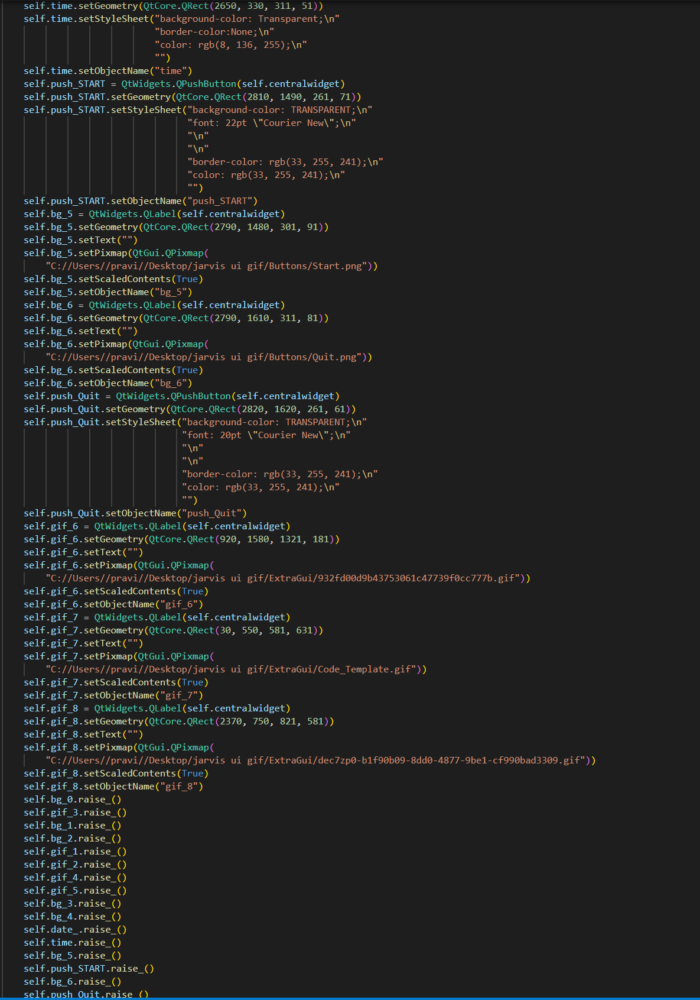 self.time.setGeometry(QtCore.QRect(2650, 330, 311, 51))
self.time.setStyleSheet("background-color: Transparent;\n"
"border-color:None;\n"
"color: rgb(8, 136, 255);\n"
"")
self.time.setObjectName("time")
self.push_START = QtWidgets.QPushButton(self.centralwidget)
self.push_START.setGeometry(QtCore.QRect(2810, 1490, 261, 71))
self.push_START.setStyleSheet("background-color: TRANSPARENT;\n"
"font: 22pt \"Courier New\";\n"
"\n"
"\n"
"border-color: rgb(33, 255, 241);\n"
"color: rgb(33, 255, 241);\n"
"")
self.push_START.setObjectName("push_START")
self.bg_5 = QtWidgets.QLabel(self.centralwidget)
self.bg_5.setGeometry(QtCore.QRect(2790, 1480, 301, 91))
self.bg_5.setText("")
self.bg_5.setPixmap(QtGui.QPixmap(
"C://Users//pravi//Desktop/jarvis ui gif/Buttons/Start.png"))
self.bg_5.setScaledContents(True)
self.bg_5.setObjectName("bg_5")
self.bg_6 = QtWidgets.QLabel(self.centralwidget)
self.bg_6.setGeometry(QtCore.QRect(2790, 1610, 311, 81))
self.bg_6.setText("")
self.bg_6.setPixmap(QtGui.QPixmap(
"C://Users//pravi//Desktop/jarvis ui gif/Buttons/Quit.png"))
self.bg_6.setScaledContents(True)
self.bg_6.setObjectName("bg_6")
self.push_Quit = QtWidgets.QPushButton(self.centralwidget)
self.push_Quit.setGeometry(QtCore.QRect(2820, 1620, 261, 61))
self.push_Quit.setStyleSheet("background-color: TRANSPARENT;\n"
"font: 20pt \"Courier New\";\n"
"\n"
"\n"
"border-color: rgb(33, 255, 241);\n"
"color: rgb(33, 255, 241);\n"
"")
self.push_Quit.setObjectName("push_Quit")
self.gif_6 = QtWidgets.QLabel(self.centralwidget)
self.gif_6.setGeometry(QtCore.QRect(920, 1580, 1321, 181))
self.gif_6.setText("")
self.gif_6.setPixmap(QtGui.QPixmap(
"C://Users//pravi//Desktop/jarvis ui gif/ExtraGui/932fd00d9b43753061c47739f0cc777b.gif"))
self.gif_6.setScaledContents(True)
self.gif_6.setObjectName("gif_6")
self.gif_7 = QtWidgets.QLabel(self.centralwidget)
self.gif_7.setGeometry(QtCore.QRect(30, 550, 581, 631))
self.gif_7.setText("")
self.gif_7.setPixmap(QtGui.QPixmap(
"C://Users//pravi//Desktop/jarvis ui gif/ExtraGui/Code_Template.gif"))
self.gif_7.setScaledContents(True)
self.gif_7.setObjectName("gif_7")
self.gif_8 = QtWidgets.QLabel(self.centralwidget)
self.gif_8.setGeometry(QtCore.QRect(2370, 750, 821, 581))
self.gif_8.setText("")
self.gif_8.setPixmap(QtGui.QPixmap(
"C://Users//pravi//Desktop/jarvis ui gif/ExtraGui/dec7zp0-b1f90b09-8dd0-4877-9be1-cf990bad3309.gif"))
self.gif_8.setScaledContents(True)
self.gif_8.setObjectName("gif_8")
self.bg_0.raise_()
self.gif_3.raise_()
self.bg_1.raise_()
self.bg_2.raise_()
self.gif_1.raise_()
self.gif_2.raise_()
self.gif_4.raise_()
self.gif_5.raise_()
self.bg_3.raise_()
self.bg_4.raise_()
self.date_.raise_()
self.time.raise_()
self.bg_5.raise_()
self.push_START.raise_()
self.bg_6.raise_()
self.push_Quit.raise_()